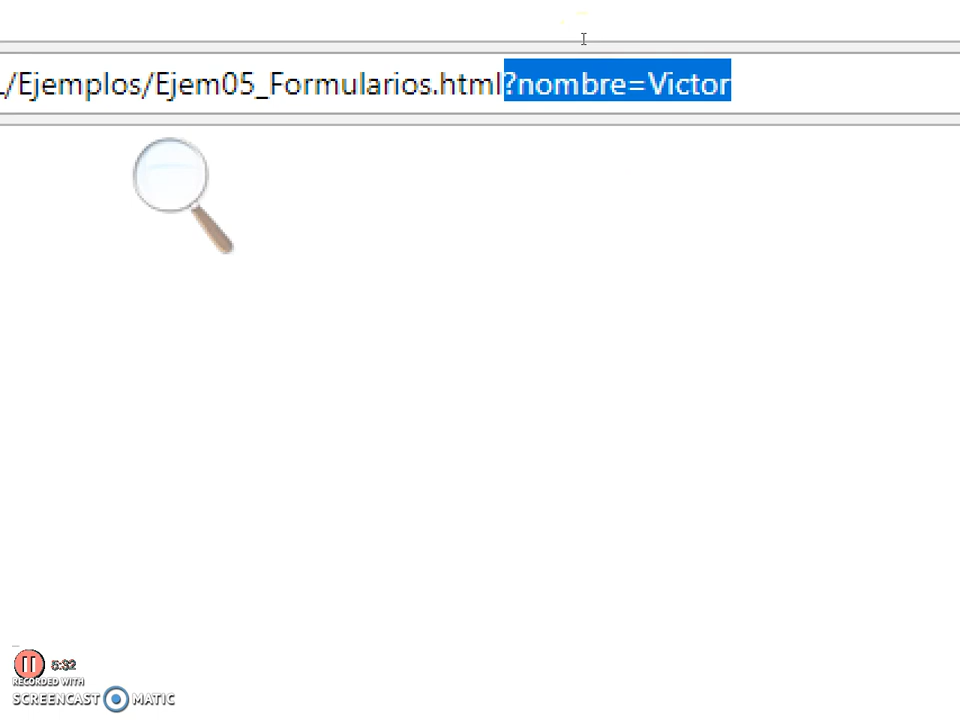 /Ejemplos/Ejem05_Formularios.html?nombre=Victor
5:32
RECORDED WITH
SCREENCAST MATIC